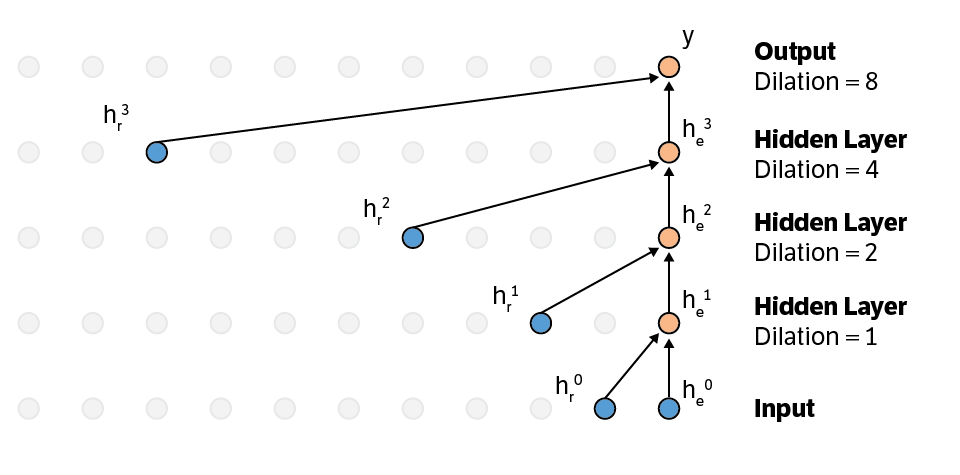 y
Output
Dilation = 8
h_r^3
h_e^3
Hidden Layer
Dilation = 4
h_r^2
h_e^2
Hidden Layer
Dilation = 2
h_r^1
h_e^1
Hidden Layer
Dilation = 1
h_r^0
h_e^0
Input